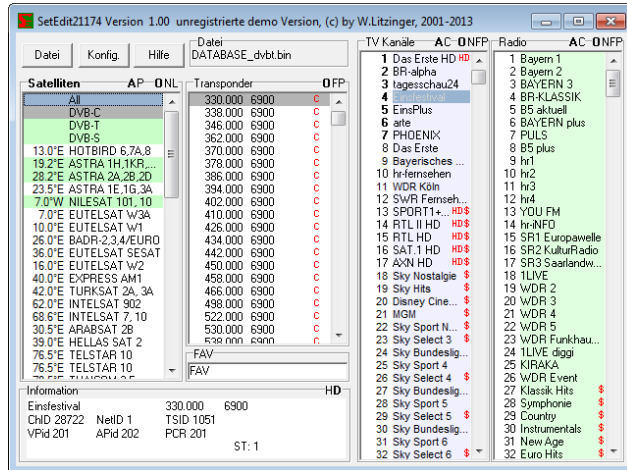 SetEdit21174 Version 1.00 unregistrierte demo Version, (c) by W.Litzinger, 2001-2013
Datei Konfig. Hilfe
Datei
DATABASE_dvbt.bin
Satelliten AP ONL
All
DVB-C
DVB-T
DVB-S
13.0°E HOTBIRD 6,7A,8
19.2°E ASTRA 1H,1KR,...
28.2°E ASTRA 2A,2B,2D
23.5°E ASTRA 1E,1G,3A
7.0°W NILESAT 101, 10
7.0°E EUTELSAT W3A
10.0°E EUTELSAT W1
26.0°E BADR-2,3,4/EURO
36.0°E EUTELSAT SESAT
16.0°E EUTELSAT W2
40.0°E EXPRESS AM1
42.0°E TURKSAT 2A, 3A
62.0°E INTELSAT 902
68.6°E INTELSAT 7, 10
30.5°E ARABSAT 2B
39.0°E HELLAS SAT 2
76.5°E TELSTAR 10
76.5°E TELSTAR 10
Transponder OFP
330.000 6900 C
338.000 6900 C
346.000 6900 C
362.000 6900 C
370.000 6900 C
378.000 6900 C
386.000 6900 C
394.000 6900 C
402.000 6900 C
410.000 6900 C
426.000 6900 C
434.000 6900 C
442.000 6900 C
450.000 6900 C
458.000 6900 C
466.000 6900 C
498.000 6900 C
522.000 6900 C
530.000 6900 C
538.000 6900 C
FAV
FAV
TV Kanäle AC ONFP
1 Das Erste HD HD
2 BR-alpha
3 tagesschau24
4 Einsfestival
5 EinsPlus
6 arte
7 PHOENIX
8 Das Erste
9 Bayerisches ...
10 hr-fernsehen
11 WDR Köln
12 SWR Fernseh...
13 SPORT1+... HD$
14 RTL II HD HD$
15 RTL HD HD$
16 SAT.1 HD HD$
17 AXN HD HD$
18 Sky Nostalgie $
19 Sky Hits $
20 Disney Cine... $
21 MGM $
22 Sky Sport N... $
23 Sky Select 3 $
24 Sky Bundeslig...
25 Sky Sport 4
26 Sky Select 4 $
27 Sky Bundeslig...
28 Sky Sport 5
29 Sky Select 5 $
30 Sky Bundeslig...
31 Sky Sport 6
32 Sky Select 6 $
Radio AC ONFP
1 Bayern 1
2 Bayern 2
3 BAYERN 3
4 BR-KLASSIK
5 B5 aktuell
6 BAYERN plus
7 PULS
8 B5 plus
9 hr1
10 hr2
11 hr3
12 hr4
13 YOU FM
14 hr-iNFO
15 SR1 Europawelle
16 SR2 KulturRadio
17 SR3 Saarlandw...
18 1LIVE
19 WDR 2
20 WDR 3
21 WDR 4
22 WDR 5
23 WDR Funkhau...
24 1LIVE diggi
25 KIRAKA
26 WDR Event
27 Klassik Hits $
28 Symphonie $
29 Country $
30 Instrumentals $
31 New Age $
32 Euro Hits $
Information HD
Einsfestival 330.000 6900
ChID 28722 NetID 1 TSID 1051
VPid 201 APid 202 PCR 201
ST: 1